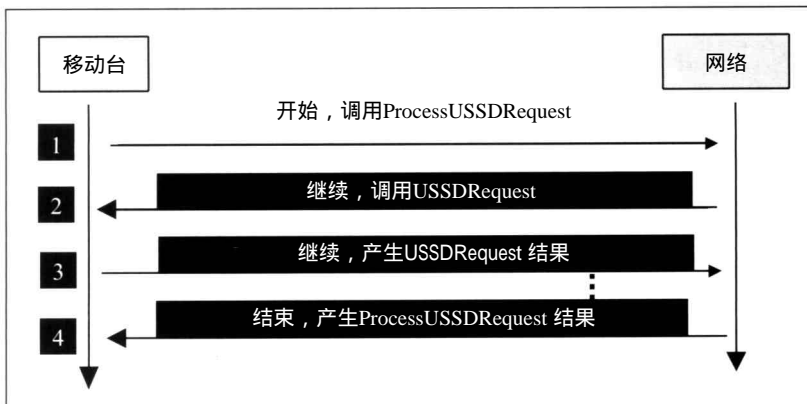 移动台
网络
开始，调用ProcessUSSDRequest
1
继续，调用USSDRequest
2
继续，产生USSDRequest 结果
3
结束，产生ProcessUSSDRequest 结果
4